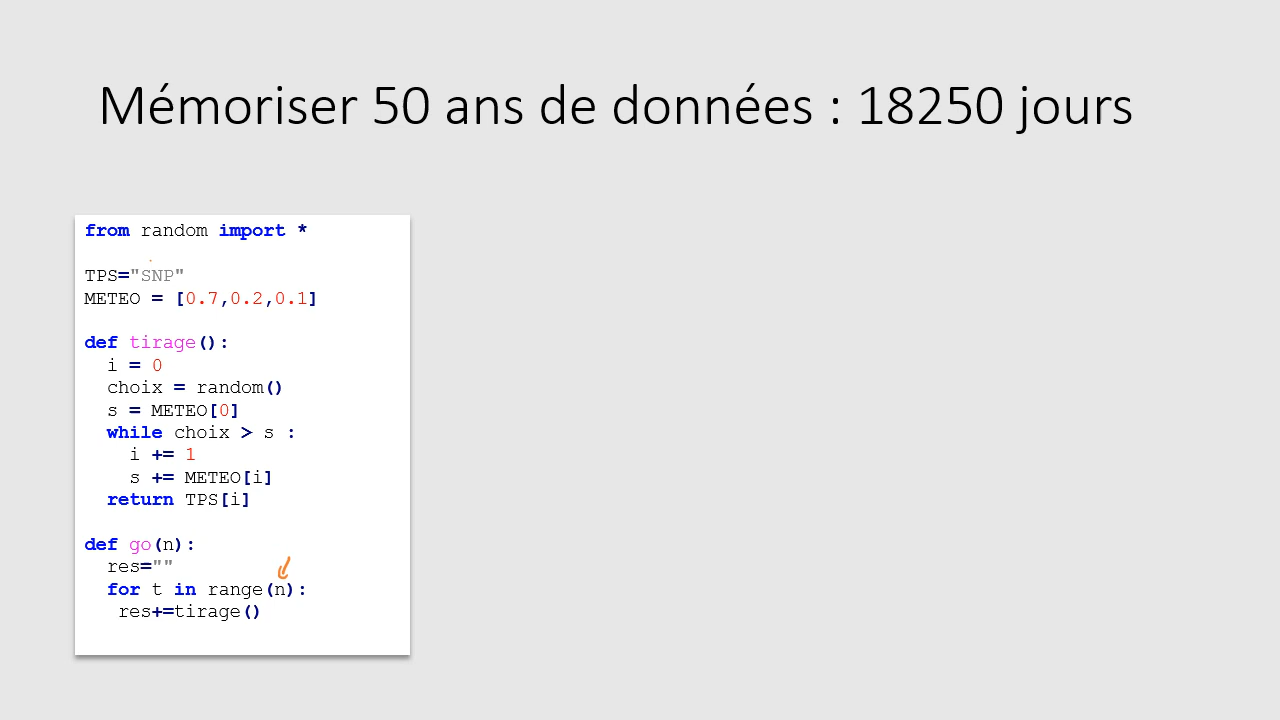 Mémoriser 50 ans de données : 18250 jours
from random import *
TPS="SNP"
METEO = [0.7,0.2,0.1]
def tirage():
  i = 0
  choix = random()
  s = METEO[0]
  while choix > s :
    i += 1
    s += METEO[i]
  return TPS[i]
def go(n):
  res=""
  for t in range(n):
   res+=tirage()